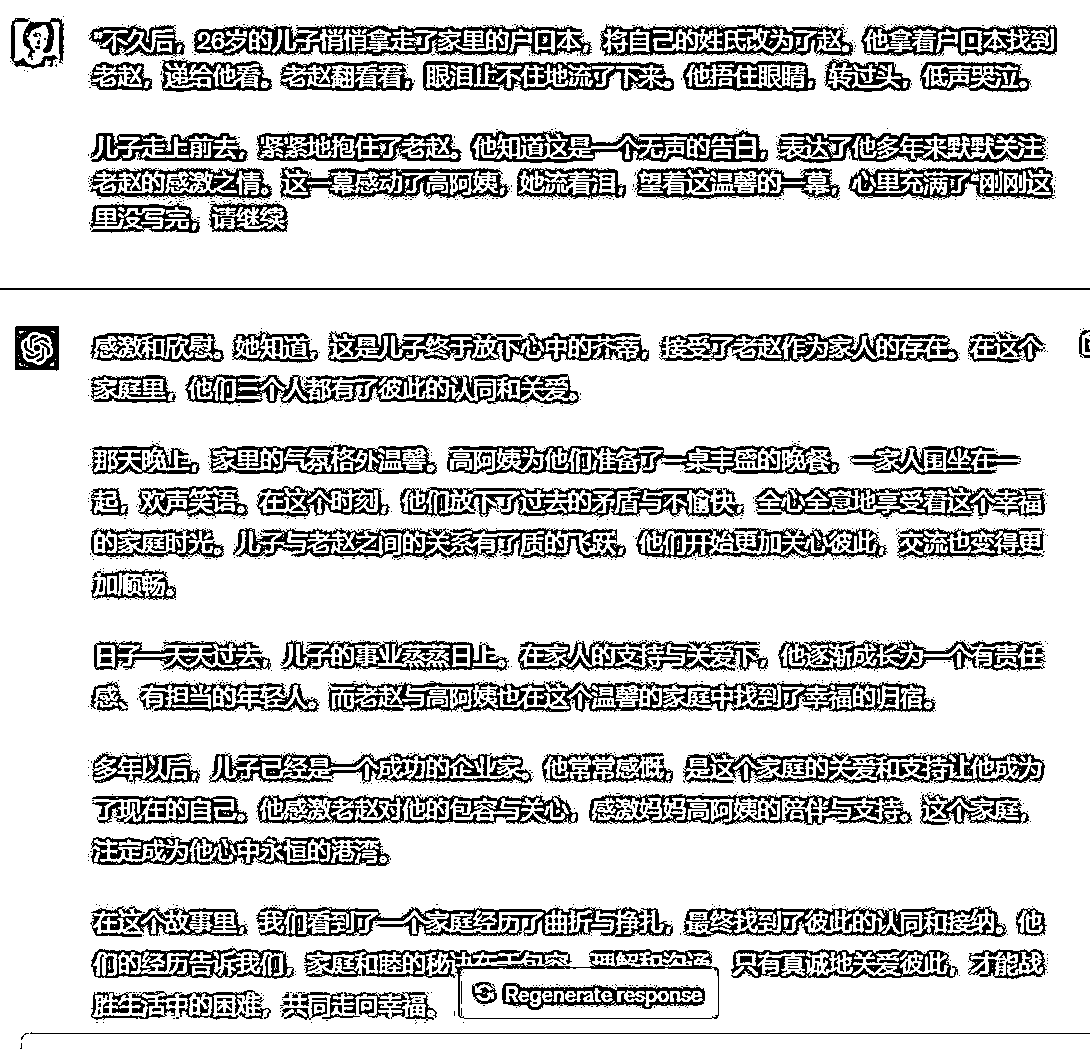 “不久后，26岁的儿子悄悄拿走了家里的户口本，将自己的姓氏改为了赵。他拿着户口本找到
老赵，递给他看。老赵翻看着，眼泪止不住地流了下来。他捂住眼睛，转过头，低声哭泣。
儿子走上前去，紧紧地抱住了老赵。他知道这是一个无声的告白，表达了他多年来默默关注
老赵的感激之情。这一幕感动了高阿姨，她流着泪，望着这温馨的一幕，心里充满了“刚刚这
里没写完，请继续
感激和欣慰。她知道，这是儿子终于放下心中的芥蒂，接受了老赵作为家人的存在。在这个
家庭里，他们三个人都有了彼此的认同和关爱。
那天晚上，家里的气氛格外温馨。高阿姨为他们准备了一桌丰盛的晚餐，一家人围坐在一
起，欢声笑语。在这个时刻，他们放下了过去的矛盾与不愉快，全心全意地享受着这个幸福
的家庭时光。儿子与老赵之间的关系有了质的飞跃，他们开始更加关心彼此，交流也变得更
加顺畅。
日子一天天过去，儿子的事业蒸蒸日上。在家人的支持与关爱下，他逐渐成长为一个有责任
感、有担当的年轻人。而老赵与高阿姨也在这个温馨的家庭中找到了幸福的归宿。
多年以后，儿子已经是一个成功的企业家。他常常感慨，是这个家庭的关爱和支持让他成为
了现在的自己。他感激老赵对他的包容与关心，感激妈妈高阿姨的陪伴与支持。这个家庭，
注定成为他心中永恒的港湾。
在这个故事里，我们看到了一个家庭经历了曲折与挣扎，最终找到了彼此的认同和接纳。他
们的经历告诉我们，家庭和睦的秘诀在于包容、理解和沟通。只有真诚地关爱彼此，才能战
胜生活中的困难，共同走向幸福。
Regenerate response